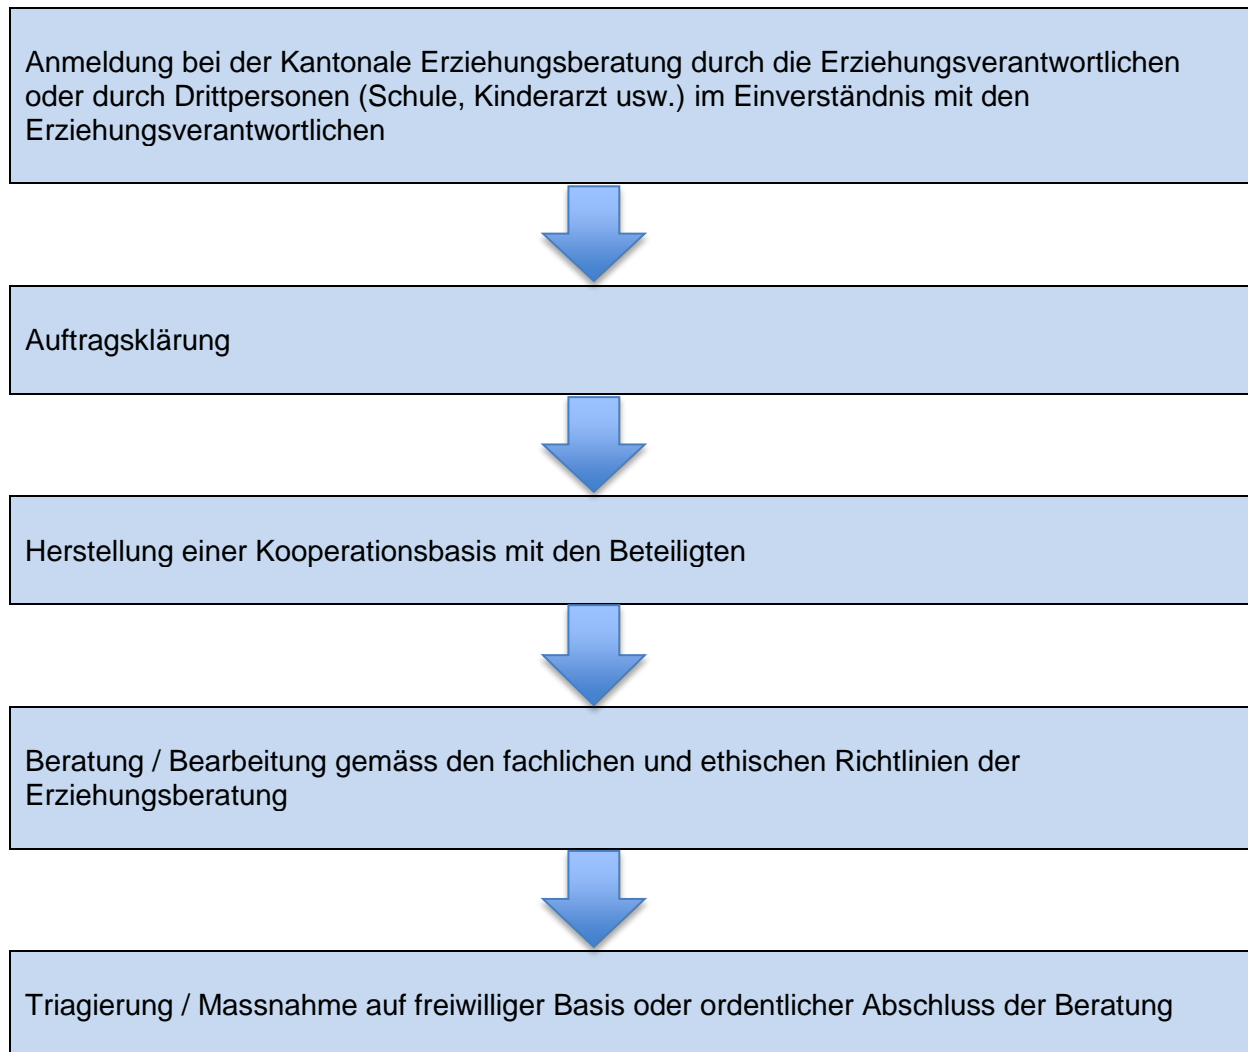 Anmeldung bei der Kantonale Erziehungsberatung durch die Erziehungsverantwortlichen
oder durch Drittpersonen (Schule, Kinderarzt usw.) im Einverständnis mit den
Erziehungsverantwortlichen
Auftragsklärung
Herstellung einer Kooperationsbasis mit den Beteiligten
Beratung / Bearbeitung gemäss den fachlichen und ethischen Richtlinien der
Erziehungsberatung
Triagierung / Massnahme auf freiwilliger Basis oder ordentlicher Abschluss der Beratung